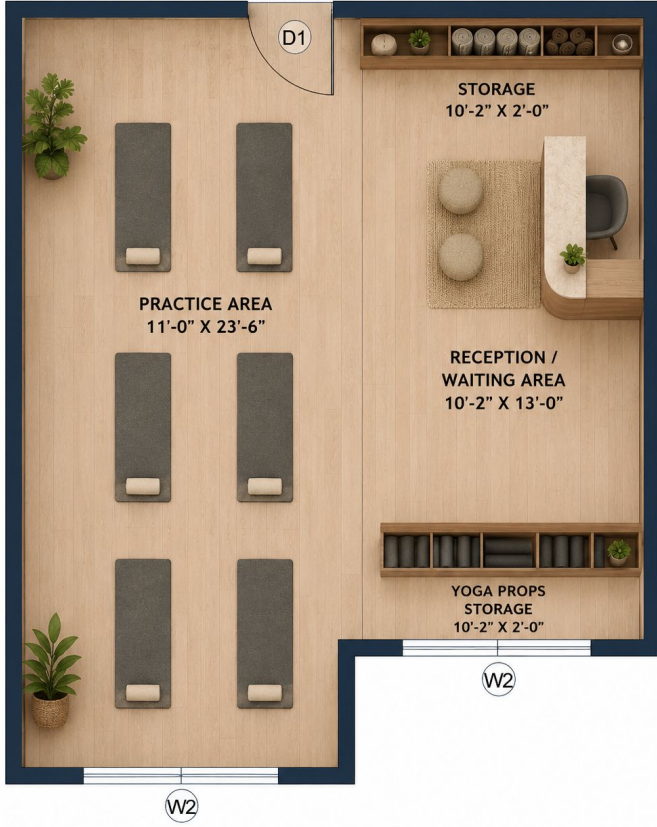 D1
STORAGE
10'-2" X 2'-0"
PRACTICE AREA
11'-0" X 23'-6"
RECEPTION /
WAITING AREA
10'-2" X 13'-0"
YOGA PROPS
STORAGE
10'-2" X 2'-0"
W2
W2